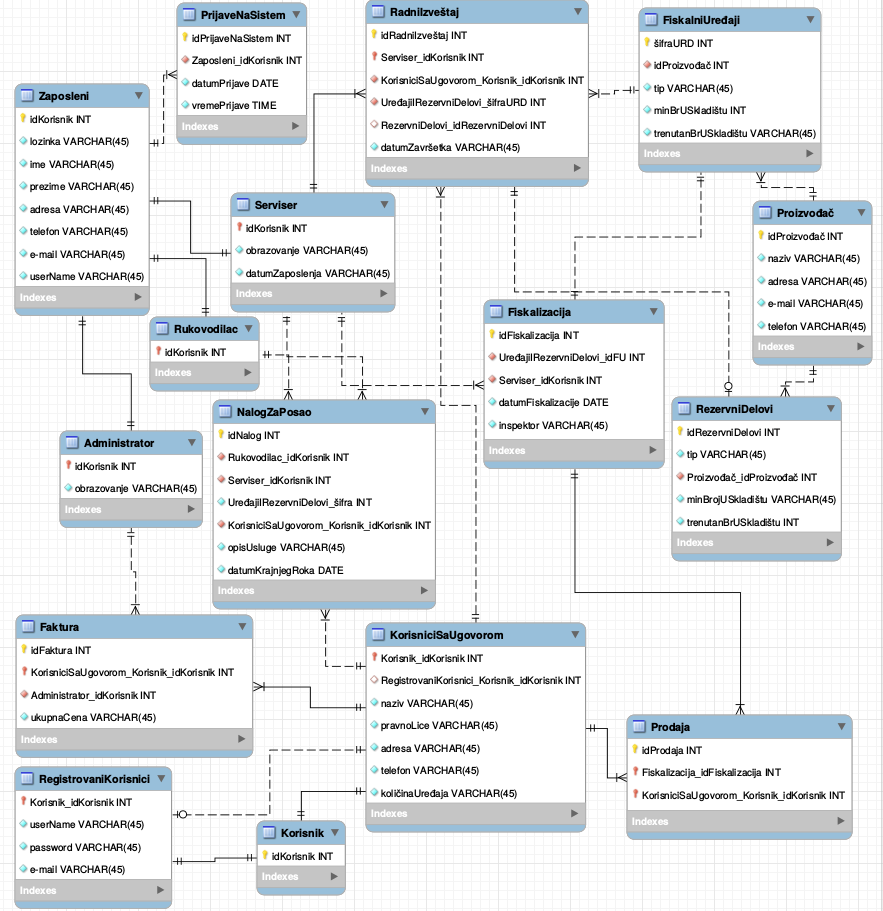 PrijaveNaSistem
idPrijaveNaSistem INT
Zaposleni_idKorisnik INT
datumPrijave DATE
vremePrijave TIME
Indexes
RadniIzveštaj
idRadniIzveštaj INT
Serviser_idKorisnik INT
KorisniciSaUgovorom_Korisnik_idKorisnik INT
UređajiIRezervniDelovi_šifraURD INT
RezervniDelovi_idRezervniDelovi INT
datumZavršetka VARCHAR(45)
Indexes
FiskalniUređaji
šifraURD INT
idProizvođač INT
tip VARCHAR(45)
minBrUSkladištu INT
trenutanBrUSkladištu VARCHAR(45)
Indexes
Zaposleni
idKorisnik INT
lozinka VARCHAR(45)
ime VARCHAR(45)
prezime VARCHAR(45)
adresa VARCHAR(45)
telefon VARCHAR(45)
e-mail VARCHAR(45)
userName VARCHAR(45)
Indexes
Serviser
idKorisnik INT
obrazovanje VARCHAR(45)
datumZaposlenja VARCHAR(45)
Indexes
Proizvođač
idProizvođač INT
naziv VARCHAR(45)
adresa VARCHAR(45)
e-mail VARCHAR(45)
telefon VARCHAR(45)
Indexes
Rukovodilac
idKorisnik INT
Indexes
Fiskalizacija
idFiskalizacija INT
UređajiIRezervniDelovi_idFU INT
Serviser_idKorisnik INT
datumFiskalizacije DATE
inspektor VARCHAR(45)
Indexes
NalogZaPosao
idNalog INT
Rukovodilac_idKorisnik INT
Serviser_idKorisnik INT
UređajiIRezervniDelovi_šifra INT
KorisniciSaUgovorom_Korisnik_idKorisnik INT
opisUsluge VARCHAR(45)
datumKrajnjegRoka DATE
Indexes
RezervniDelovi
idRezervniDelovi INT
tip VARCHAR(45)
Proizvođač_idProizvođač INT
minBrojUSkladištu VARCHAR(45)
trenutanBrUSkladištu INT
Indexes
Administrator
idKorisnik INT
obrazovanje VARCHAR(45)
Indexes
Faktura
idFaktura INT
KorisniciSaUgovorom_Korisnik_idKorisnik INT
Administrator_idKorisnik INT
ukupnaCena VARCHAR(45)
Indexes
KorisniciSaUgovorom
Korisnik_idKorisnik INT
RegistrovaniKorisnici_Korisnik_idKorisnik INT
naziv VARCHAR(45)
pravnoLice VARCHAR(45)
adresa VARCHAR(45)
telefon VARCHAR(45)
količinaUređaja VARCHAR(45)
Indexes
Prodaja
idProdaja INT
Fiskalizacija_idFiskalizacija INT
KorisniciSaUgovorom_Korisnik_idKorisnik INT
Indexes
RegistrovaniKorisnici
Korisnik_idKorisnik INT
userName VARCHAR(45)
password VARCHAR(45)
e-mail VARCHAR(45)
Indexes
Korisnik
idKorisnik INT
Indexes